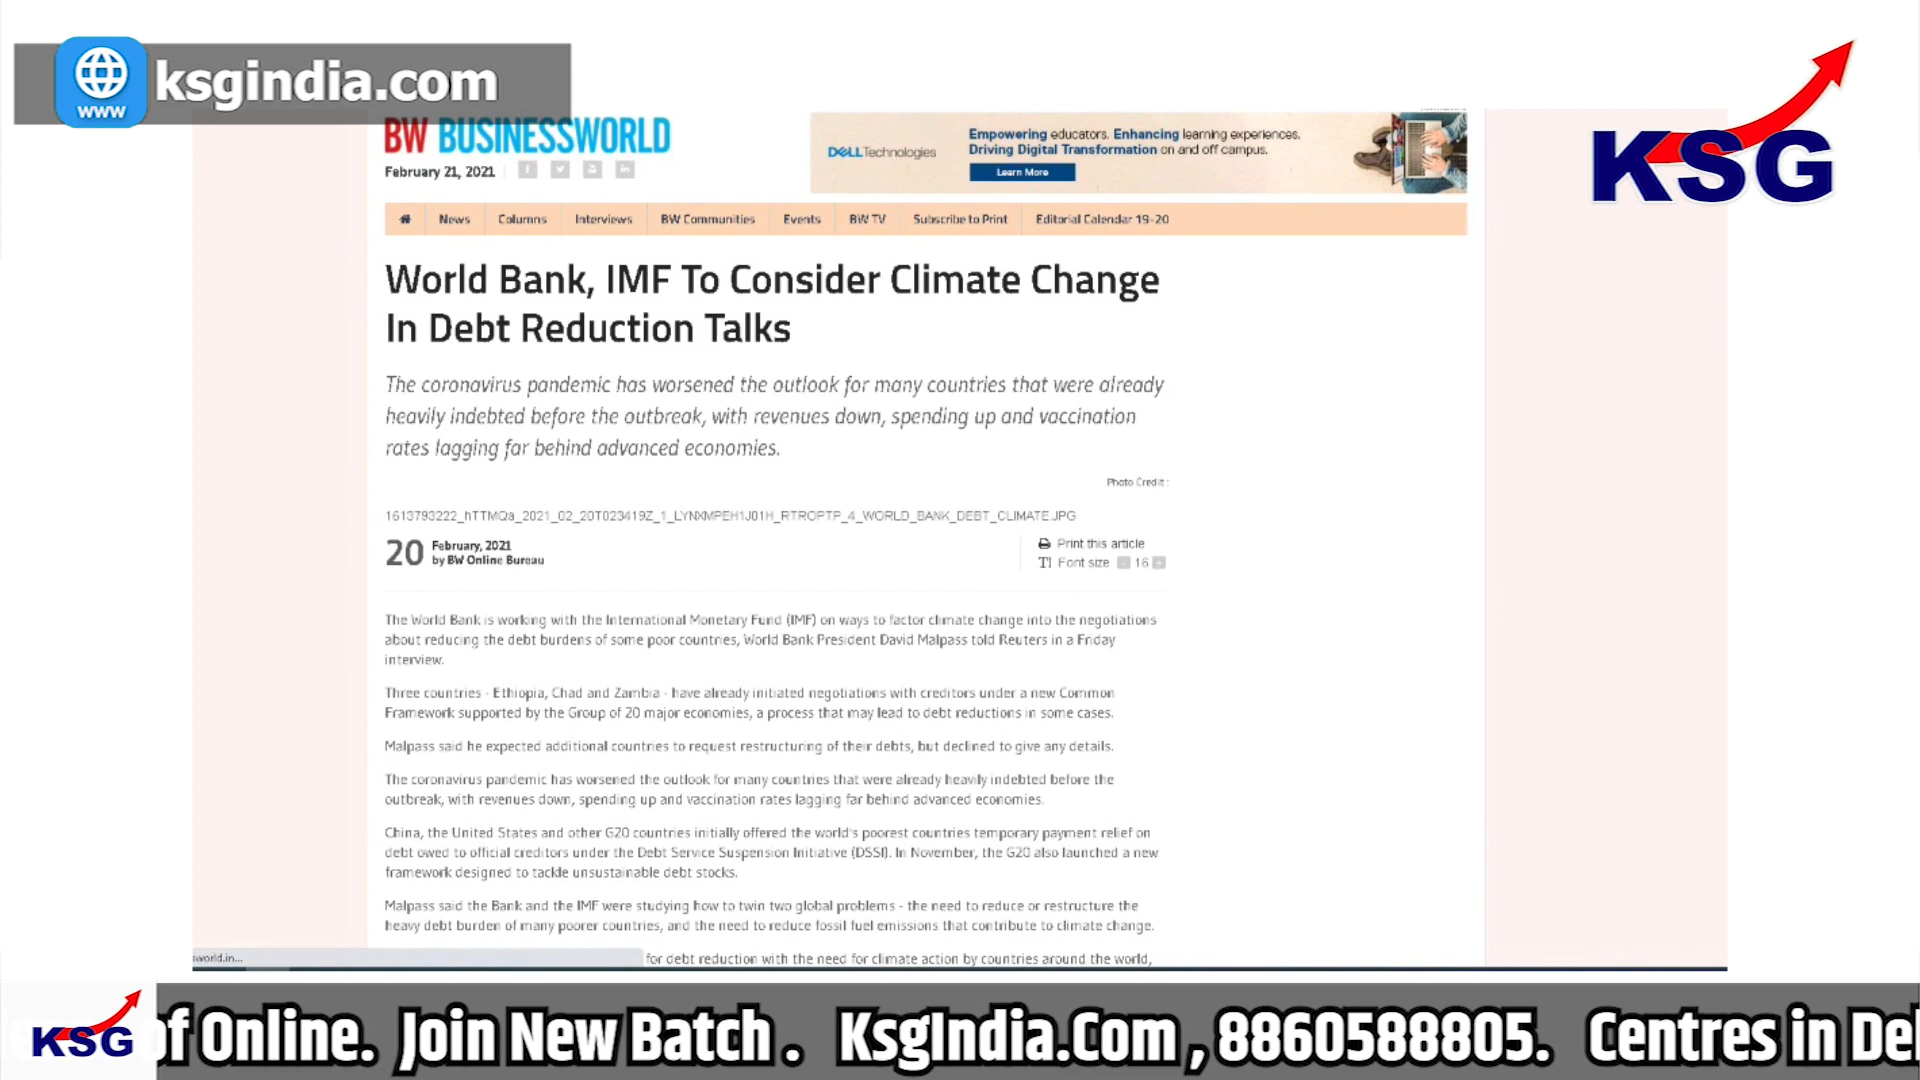 www
ksgindia.com
KSG
BW BUSINESSWORLD
February 21, 2021
DELL Technologies
Empowering educators. Enhancing learning experiences.
Driving Digital Transformation on and off campus.
Learn More
News Columns Interviews BW Communities Events BW TV Subscribe to Print Editorial Calendar 19-20
World Bank, IMF To Consider Climate Change
In Debt Reduction Talks
The coronavirus pandemic has worsened the outlook for many countries that were already
heavily indebted before the outbreak, with revenues down, spending up and vaccination
rates lagging far behind advanced economies.
Photo Credit :
1613793222_hTTMQa_2021_02_20T023419Z_1_LYNXMPEH1J01H_RTROPTP_4_WORLD_BANK_DEBT_CLIMATE.JPG
20 February, 2021
by BW Online Bureau
Print this article
Font size - 16 +
The World Bank is working with the International Monetary Fund (IMF) on ways to factor climate change into the negotiations
about reducing the debt burdens of some poor countries, World Bank President David Malpass told Reuters in a Friday
interview.
Three countries - Ethiopia, Chad and Zambia - have already initiated negotiations with creditors under a new Common
Framework supported by the Group of 20 major economies, a process that may lead to debt reductions in some cases.
Malpass said he expected additional countries to request restructuring of their debts, but declined to give any details.
The coronavirus pandemic has worsened the outlook for many countries that were already heavily indebted before the
outbreak, with revenues down, spending up and vaccination rates lagging far behind advanced economies.
China, the United States and other G20 countries initially offered the world's poorest countries temporary payment relief on
debt owed to official creditors under the Debt Service Suspension Initiative (DSSI). In November, the G20 also launched a new
framework designed to tackle unsustainable debt stocks.
Malpass said the Bank and the IMF were studying how to twin two global problems - the need to reduce or restructure the
heavy debt burden of many poorer countries, and the need to reduce fossil fuel emissions that contribute to climate change.
sworld.in... for debt reduction with the need for climate action by countries around the world,
KSG of Online. Join New Batch . KsgIndia.Com , 8860588805. Centres in Del